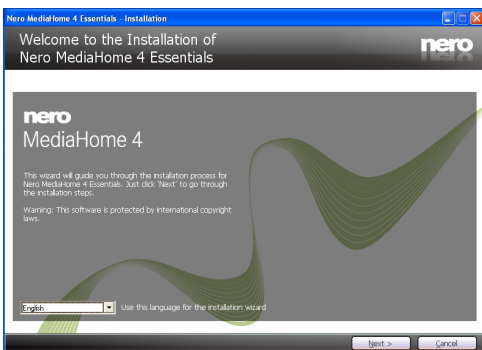 Nero MediaHome 4 Essentials - Installation
Welcome to the Installation of
Nero MediaHome 4 Essentials
nero
nero
MediaHome 4
This wizard will guide you through the installation process for
Nero MediaHome 4 Essentials. Just click 'Next' to go through
the installation steps.
Warning: This software is protected by international copyright
laws.
English Use this language for the installation wizard
Next > Cancel